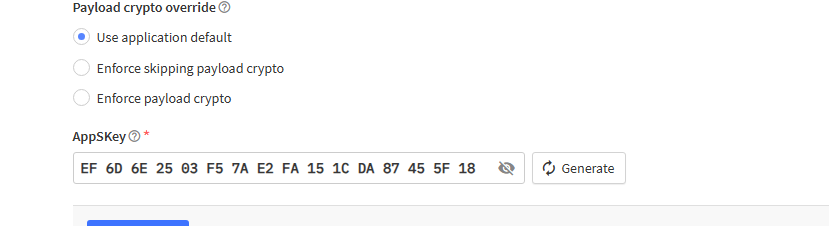 Payload crypto override
Use application default
Enforce skipping payload crypto
Enforce payload crypto
AppSKey *
EF 6D 6E 25 03 F5 7A E2 FA 15 1C DA 87 45 5F 18
Generate